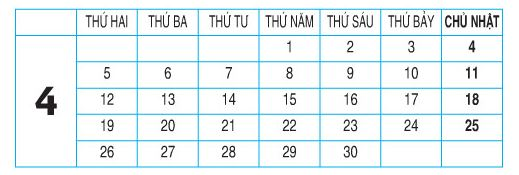 THỨ HAI THỨ BA THỨ TƯ THỨ NĂM THỨ SÁU THỨ BẢY CHỦ NHẬT
1 2 3 4
5 6 7 8 9 10 11
4
12 13 14 15 16 17 18
19 20 21 22 23 24 25
26 27 28 29 30